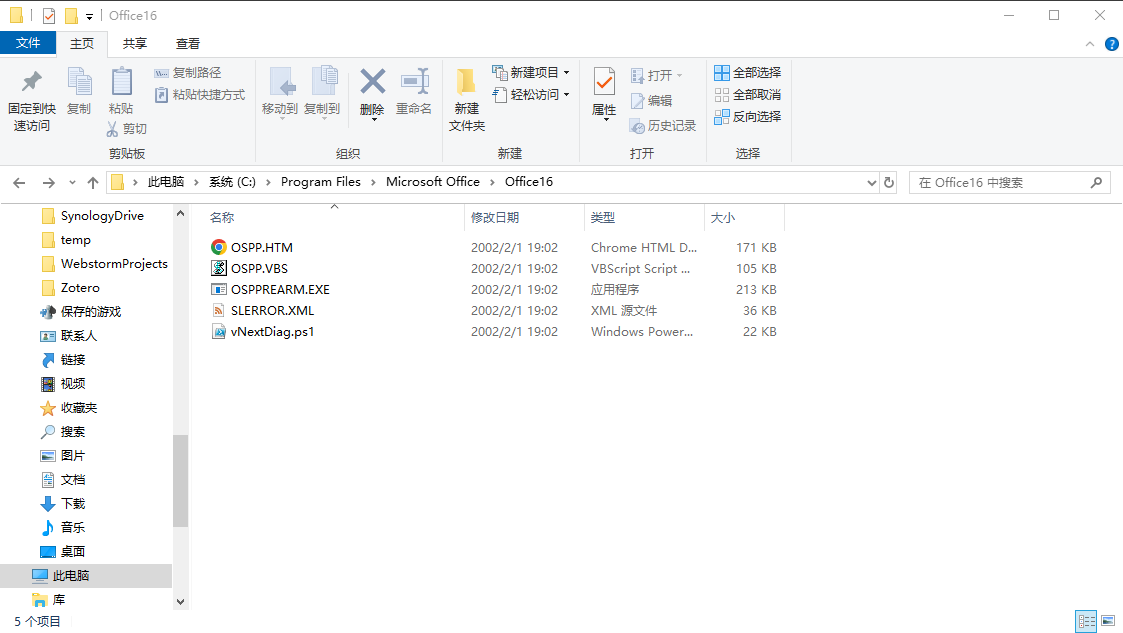 Office16
文件 主页 共享 查看
固定到快速访问
复制
粘贴
复制路径
粘贴快捷方式
剪切
剪贴板
移动到
复制到
删除
重命名
组织
新建文件夹
新建项目
轻松访问
新建
属性
打开
编辑
历史记录
打开
全部选择
全部取消
反向选择
选择
此电脑 系统 (C:) Program Files Microsoft Office Office16
在 Office16 中搜索
SynologyDrive
temp
WebstormProjects
Zotero
保存的游戏
联系人
链接
视频
收藏夹
搜索
图片
文档
下载
音乐
桌面
此电脑
库
名称 修改日期 类型 大小
OSPP.HTM 2002/2/1 19:02 Chrome HTML D... 171 KB
OSPP.VBS 2002/2/1 19:02 VBScript Script ... 105 KB
OSPPREARM.EXE 2002/2/1 19:02 应用程序 213 KB
SLERROR.XML 2002/2/1 19:02 XML 源文件 36 KB
vNextDiag.ps1 2002/2/1 19:02 Windows Power... 22 KB
5 个项目